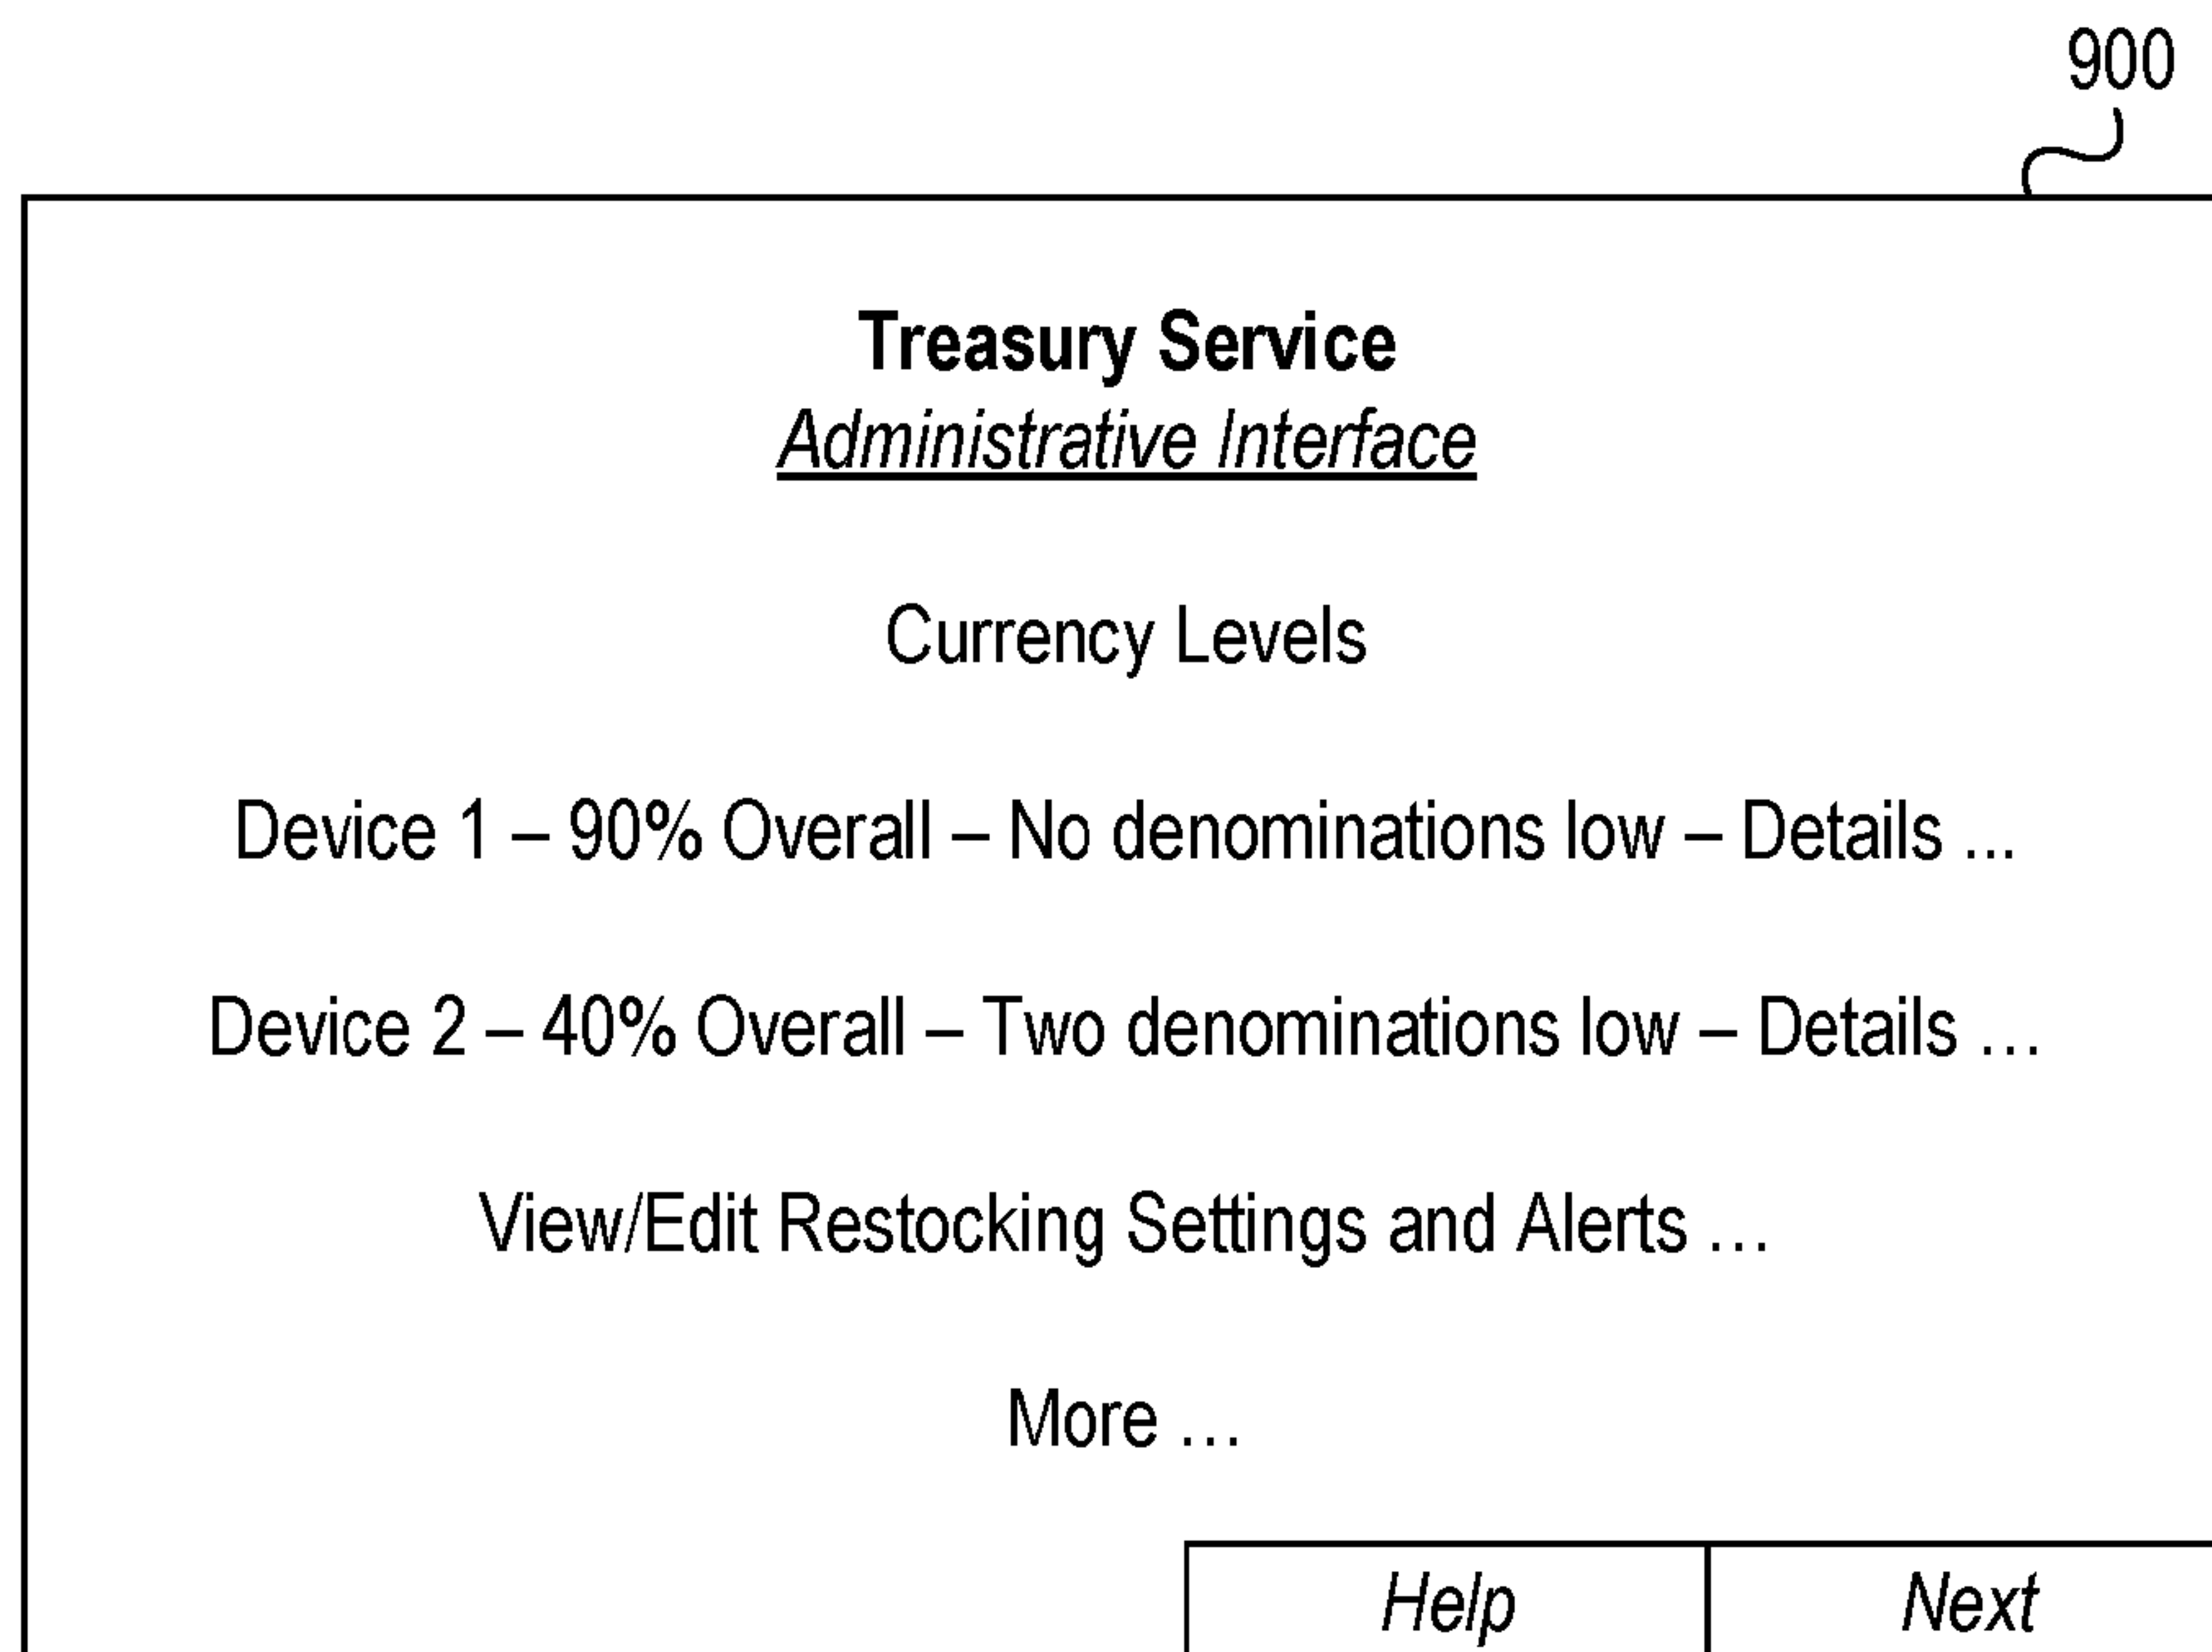 900
Treasury Service
Administrative Interface
Currency Levels
Device 1 – 90% Overall – No denominations low – Details ...
Device 2 – 40% Overall – Two denominations low – Details ...
View/Edit Restocking Settings and Alerts ...
More ...
Help Next